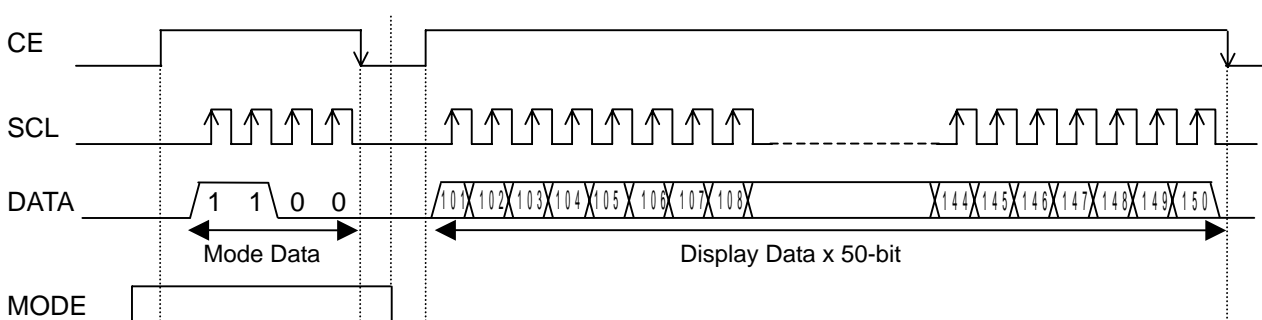 CE
SCL
DATA 1 1 0 0 101 102 103 104 105 106 107 108 144 145 146 147 148 149 150
Mode Data Display Data x 50-bit
MODE